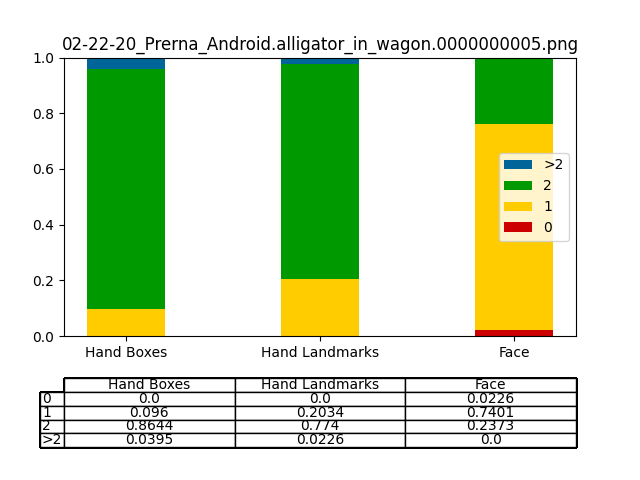 02-22-20_Prerna_Android.alligator_in_wagon.0000000005.png
1.0
0.8
0.6
0.4
0.2
0.0
>2
2
1
0
Hand Boxes Hand Landmarks Face
Hand Boxes Hand Landmarks Face
0 0.0 0.0 0.0226
1 0.096 0.2034 0.7401
2 0.8644 0.774 0.2373
>2 0.0395 0.0226 0.0